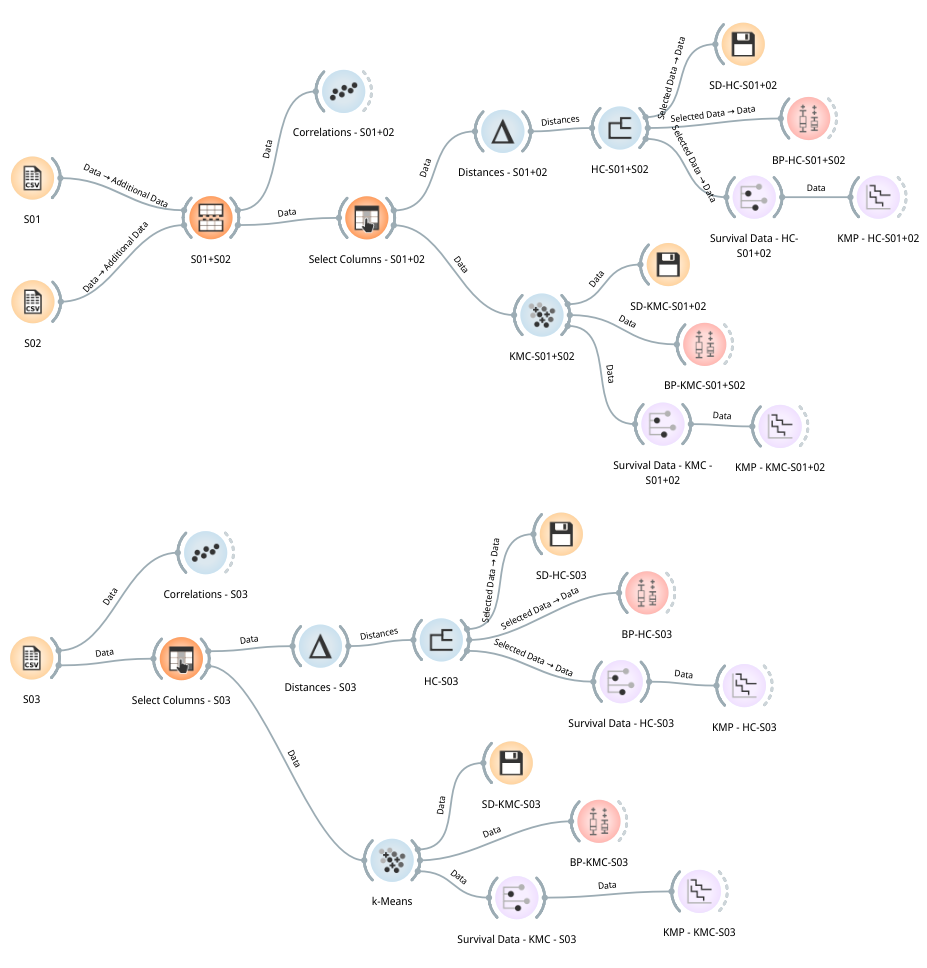 SD-HC-S01+02
Selected Data → Data
Correlations - S01+02
Selected Data → Data
Distances
Data
BP-HC-S01+S02
Distances - S01+02
HC-S01+S02
Selected Data → Data
CSV
Data → Additional Data
Data
Data
S01
Data
Survival Data - HC-
S01+02
KMP - HC-S01+02
S01+S02
Select Columns - S01+02
Data → Additional Data
Data
Data
CSV
SD-KMC-S01+02
S02
Data
KMC-S01+S02
Data
BP-KMC-S01+S02
Data
Survival Data - KMC -
S01+02
KMP - KMC-S01+02
SD-HC-S03
Selected Data → Data
Correlations - S03
Data
Selected Data → Data
BP-HC-S03
Data
Distances
Selected Data → Data
CSV
Data
S03
Select Columns - S03
Distances - S03
HC-S03
Data
Survival Data - HC-S03
KMP - HC-S03
Data
SD-KMC-S03
Data
Data
BP-KMC-S03
k-Means
Data
Data
Survival Data - KMC - S03
KMP - KMC-S03